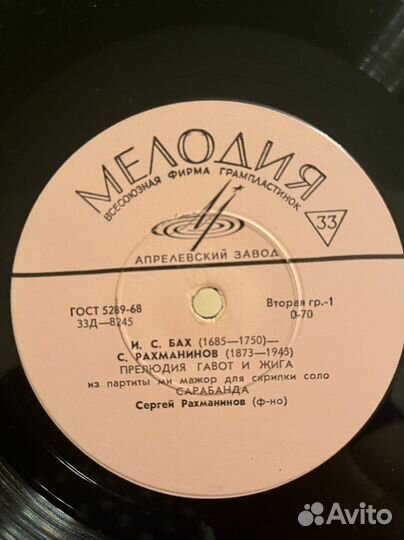 МЕЛОДИЯ
ВСЕСОЮЗНАЯ ФИРМА ГРАМПЛАСТИНОК
33
АПРЕЛЕВСКИЙ ЗАВОД
ГОСТ 5289-68
33Д—8245
Вторая гр.-1
0-70
И. С. БАХ (1685—1750)—
С. РАХМАНИНОВ (1873—1943)
ПРЕЛЮДИЯ ГАВОТ И ЖИГА
из партиты ми мажор для скрипки соло
САРАБАНДА
Сергей Рахманинов (ф-но)
Avito